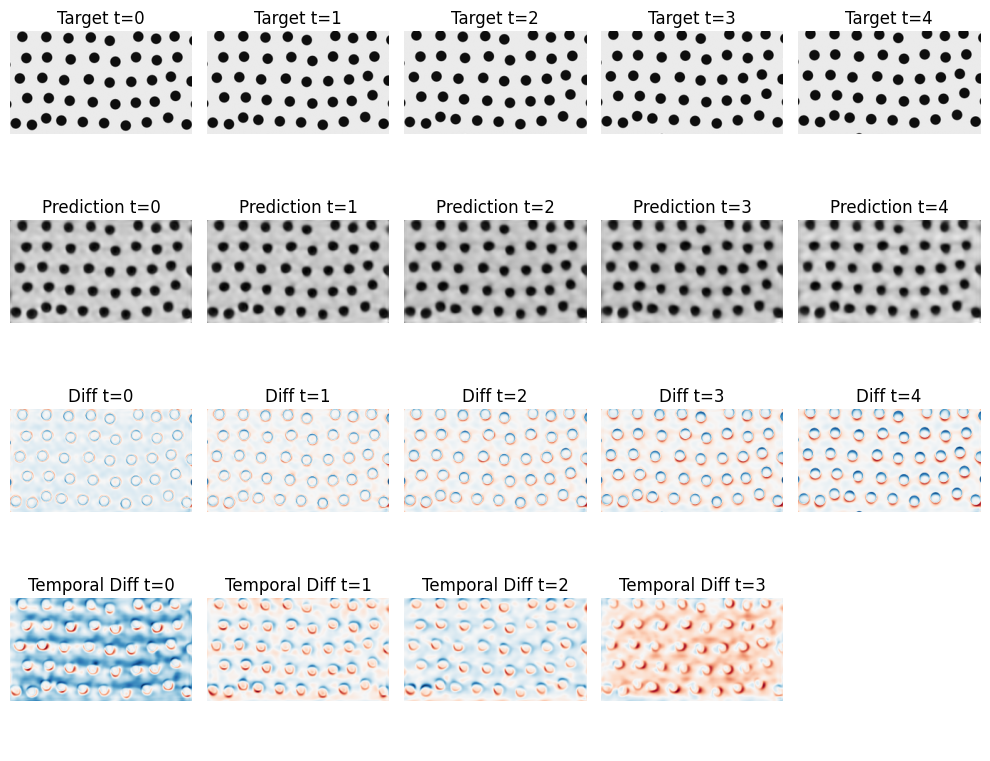 Target t=0 Target t=1 Target t=2 Target t=3 Target t=4
Prediction t=0 Prediction t=1 Prediction t=2 Prediction t=3 Prediction t=4
Diff t=0 Diff t=1 Diff t=2 Diff t=3 Diff t=4
Temporal Diff t=0 Temporal Diff t=1 Temporal Diff t=2 Temporal Diff t=3